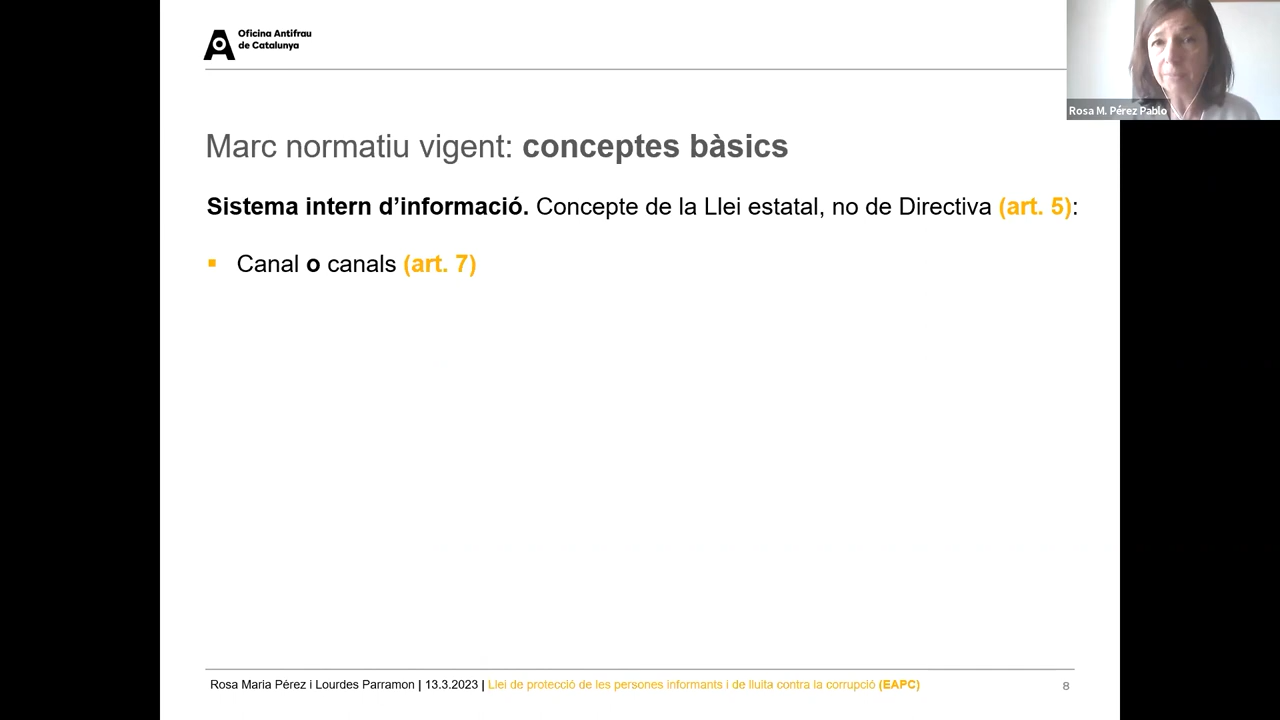 Oficina Antifrau
de Catalunya
Rosa M. Pérez Pablo
Marc normatiu vigent: conceptes bàsics
Sistema intern d’informació. Concepte de la Llei estatal, no de Directiva (art. 5):
▪ Canal o canals (art. 7)
Rosa Maria Pérez i Lourdes Parramon | 13.3.2023 | Llei de protecció de les persones informants i de lluita contra la corrupció (EAPC)
8